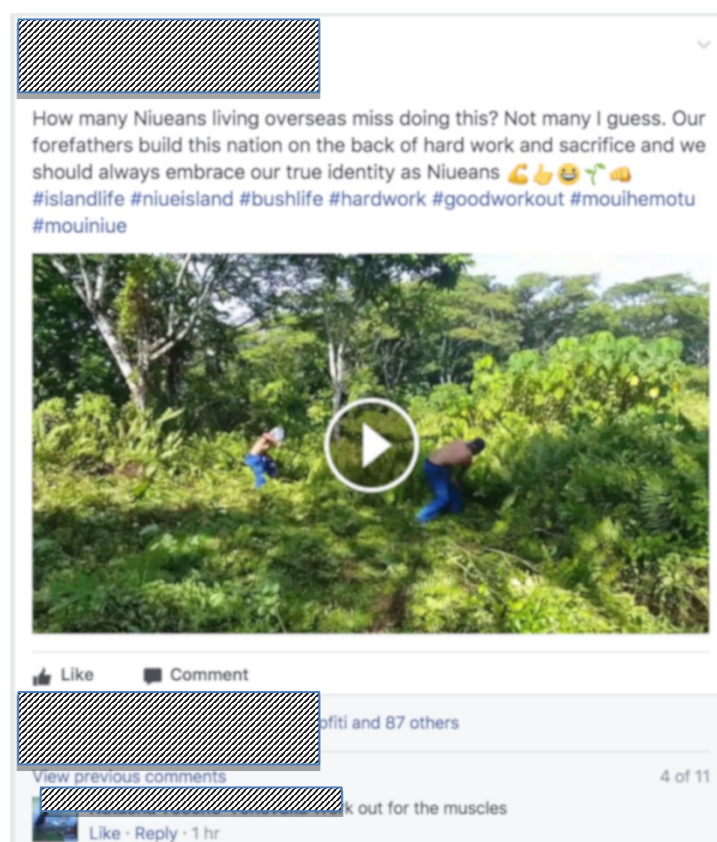 How many Niueans living overseas miss doing this? Not many I guess. Our
forefathers build this nation on the back of hard work and sacrifice and we
should always embrace our true identity as Niueans 💪👍😄🌱👊
#islandlife #niueisland #bushlife #hardwork #goodworkout #mouihemotu
#mouiniue
Like Comment
and 87 others
View previous comments 4 of 11
out for the muscles
Like · Reply · 1 hr